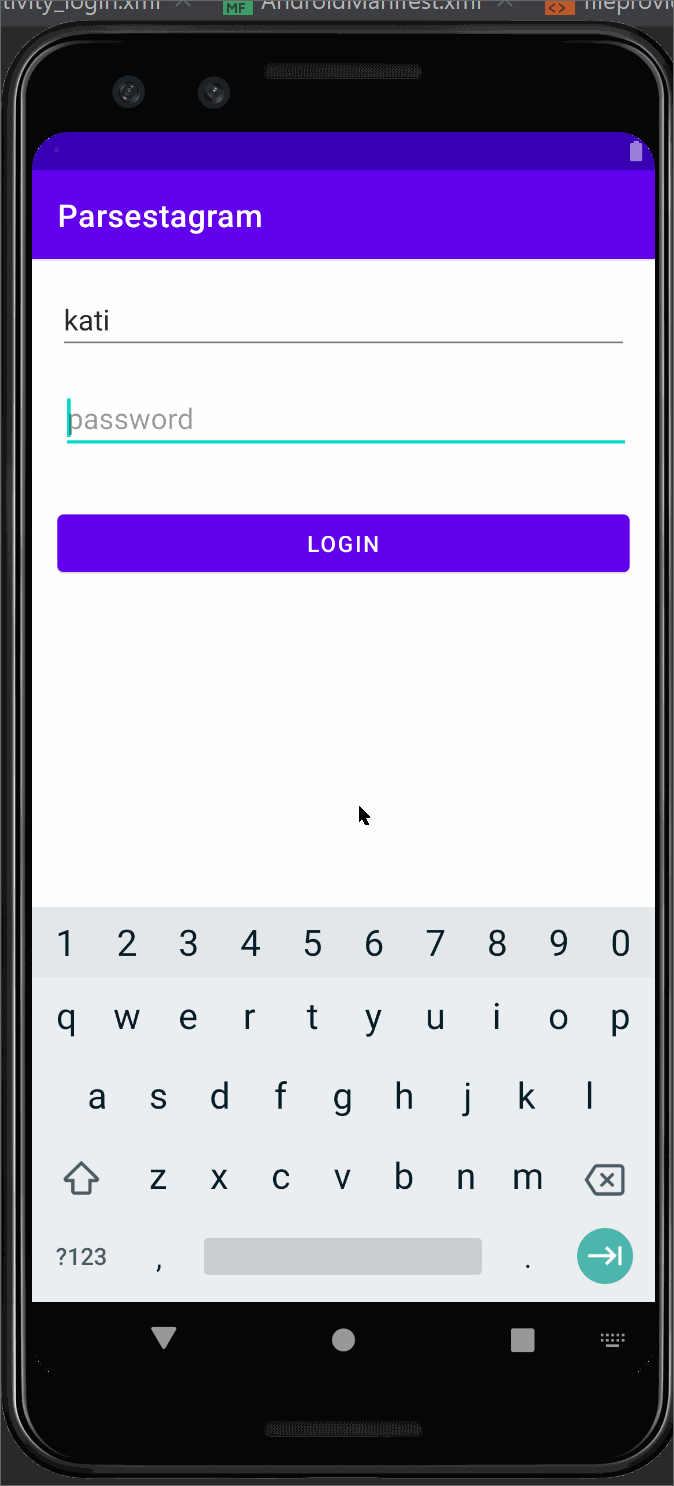 tivity_login.xml MF AndroidManifest.xml <> fileprovi
Parsestagram
kati
password
LOGIN
1 2 3 4 5 6 7 8 9 0
q w e r t y u i o p
a s d f g h j k l
z x c v b n m
?123 , .